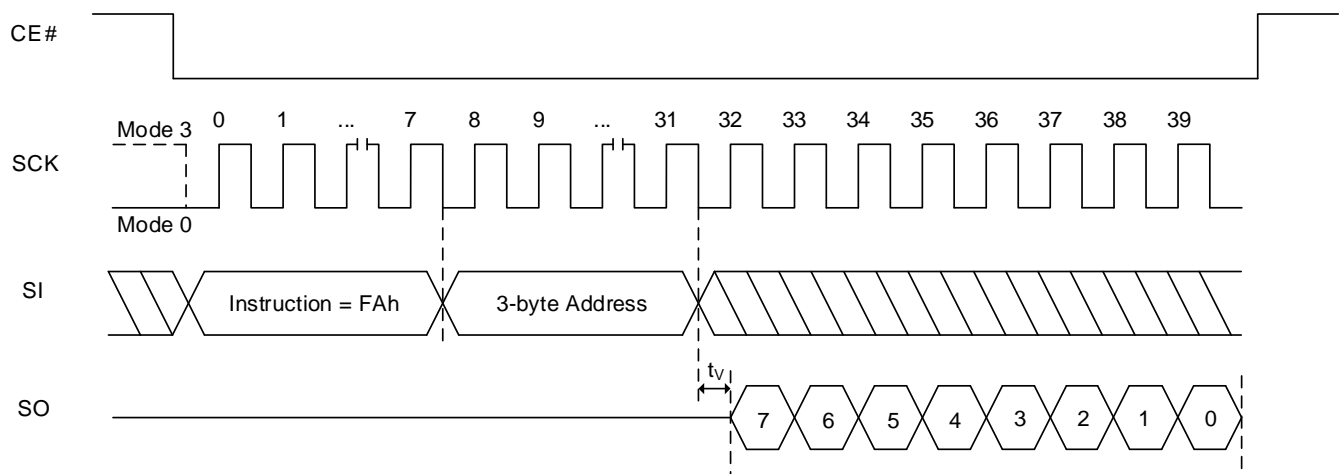 CE#
Mode 3
0 1 ... 7 8 9 ... 31 32 33 34 35 36 37 38 39
SCK
Mode 0
SI
Instruction = FAh
3-byte Address
tV
SO
7 6 5 4 3 2 1 0